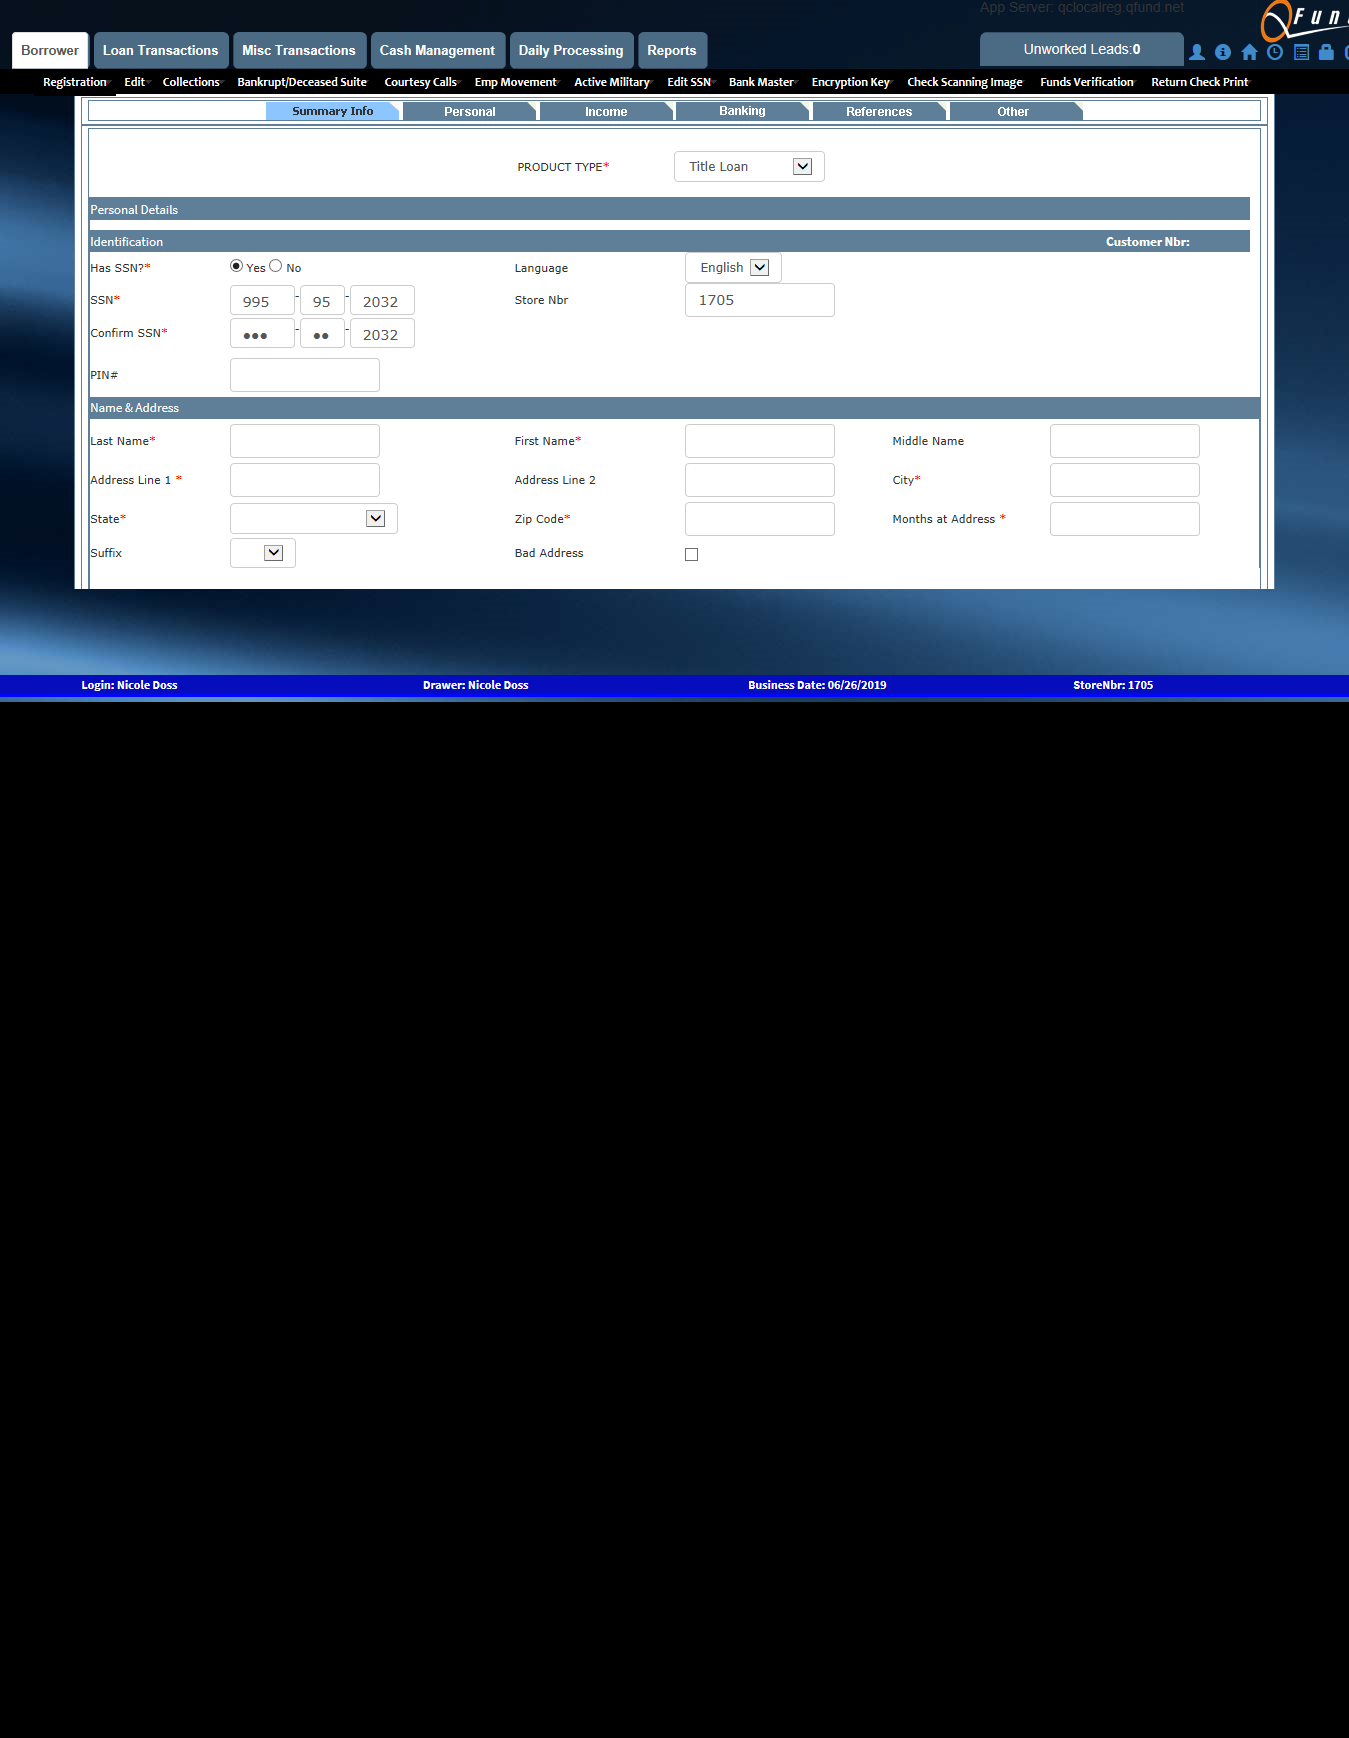 App Server: qclocalreg.qfund.net
QFun
Borrower Loan Transactions Misc Transactions Cash Management Daily Processing Reports Unworked Leads:0
Registration Edit Collections Bankrupt/Deceased Suite Courtesy Calls Emp Movement Active Military Edit SSN Bank Master Encryption Key Check Scanning Image Funds Verification Return Check Print
Summary Info Personal Income Banking References Other
PRODUCT TYPE* Title Loan
Personal Details
Identification Customer Nbr:
Has SSN?* Yes No Language English
SSN* 995 - 95 - 2032 Store Nbr 1705
Confirm SSN* ●●● - ●● - 2032
PIN#
Name & Address
Last Name* First Name* Middle Name
Address Line 1 * Address Line 2 City*
State* Zip Code* Months at Address *
Suffix Bad Address
Login: Nicole Doss Drawer: Nicole Doss Business Date: 06/26/2019 StoreNbr: 1705